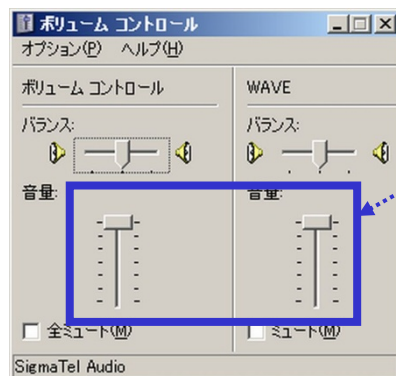 ボリューム コントロール
オプション(P) ヘルプ(H)
ボリューム コントロール
バランス:
音量:
全ミュート(M)
WAVE
バランス:
音量:
ミュート(M)
SigmaTel Audio